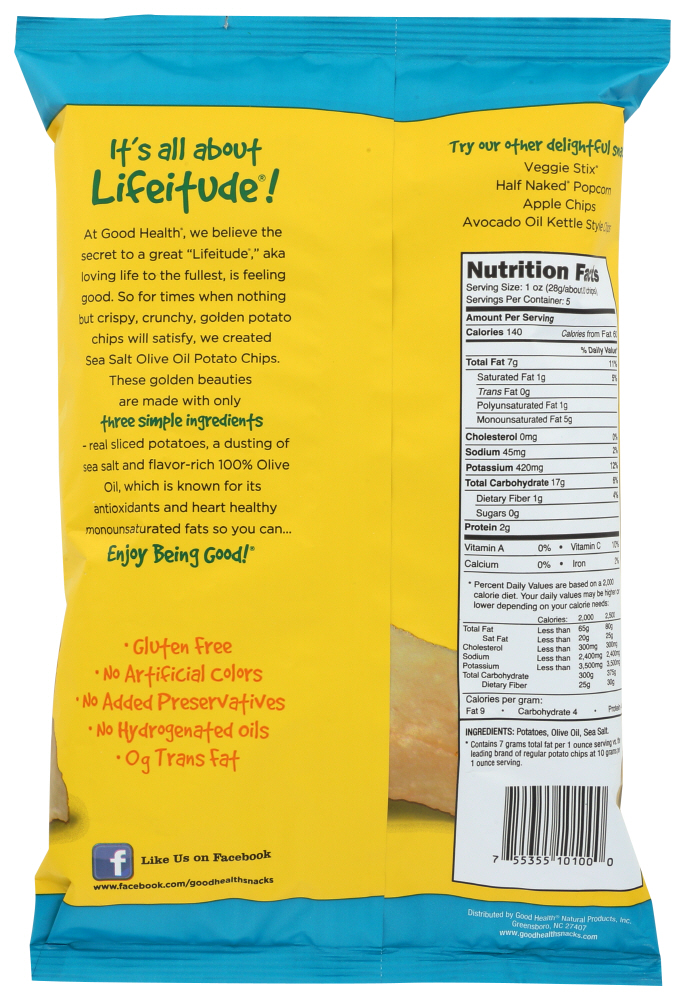 It's all about
Lifeitude®!
At Good Health®, we believe the
secret to a great "Lifeitude®," aka
loving life to the fullest, is feeling
good. So for times when nothing
but crispy, crunchy, golden potato
chips will satisfy, we created
Sea Salt Olive Oil Potato Chips.
These golden beauties
are made with only
three simple ingredients
- real sliced potatoes, a dusting of
sea salt and flavor-rich 100% Olive
Oil, which is known for its
antioxidants and heart healthy
monounsaturated fats so you can...
Enjoy Being Good!®
• Gluten Free
• No Artificial Colors
• No Added Preservatives
• No Hydrogenated oils
• 0g Trans Fat
f Like Us on Facebook
www.facebook.com/goodhealthsnacks
Try our other delightful
Veggie Stix™
Half Naked® Popcorn
Apple Chips
Avocado Oil Kettle Style
Nutrition Facts
Serving Size: 1 oz (28g/about chips)
Servings Per Container: 5
Amount Per Serving
Calories 140 Calories from Fat
% Daily Value*
Total Fat 7g 11%
Saturated Fat 1g 5%
Trans Fat 0g
Polyunsaturated Fat 1g
Monounsaturated Fat 5g
Cholesterol 0mg 0%
Sodium 45mg 2%
Potassium 420mg 12%
Total Carbohydrate 17g 6%
Dietary Fiber 1g 4%
Sugars 0g
Protein 2g
Vitamin A 0% • Vitamin C 10%
Calcium 0% • Iron 2%
* Percent Daily Values are based on a 2,000
calorie diet. Your daily values may be higher or
lower depending on your calorie needs:
Calories: 2,000 2,500
Total Fat Less than 65g 80g
Sat Fat Less than 20g 25g
Cholesterol Less than 300mg 300mg
Sodium Less than 2,400mg 2,400mg
Potassium Less than 3,500mg 3,500mg
Total Carbohydrate 300g 375g
Dietary Fiber 25g 30g
Calories per gram:
Fat 9 • Carbohydrate 4 • Protein
INGREDIENTS: Potatoes, Olive Oil, Sea Salt.
* Contains 7 grams total fat per 1 ounce serving vs. the
leading brand of regular potato chips at 10 grams per
1 ounce serving.
7 55355 10100 0
Distributed by Good Health® Natural Products, Inc.
Greensboro, NC 27407
www.goodhealthsnacks.com